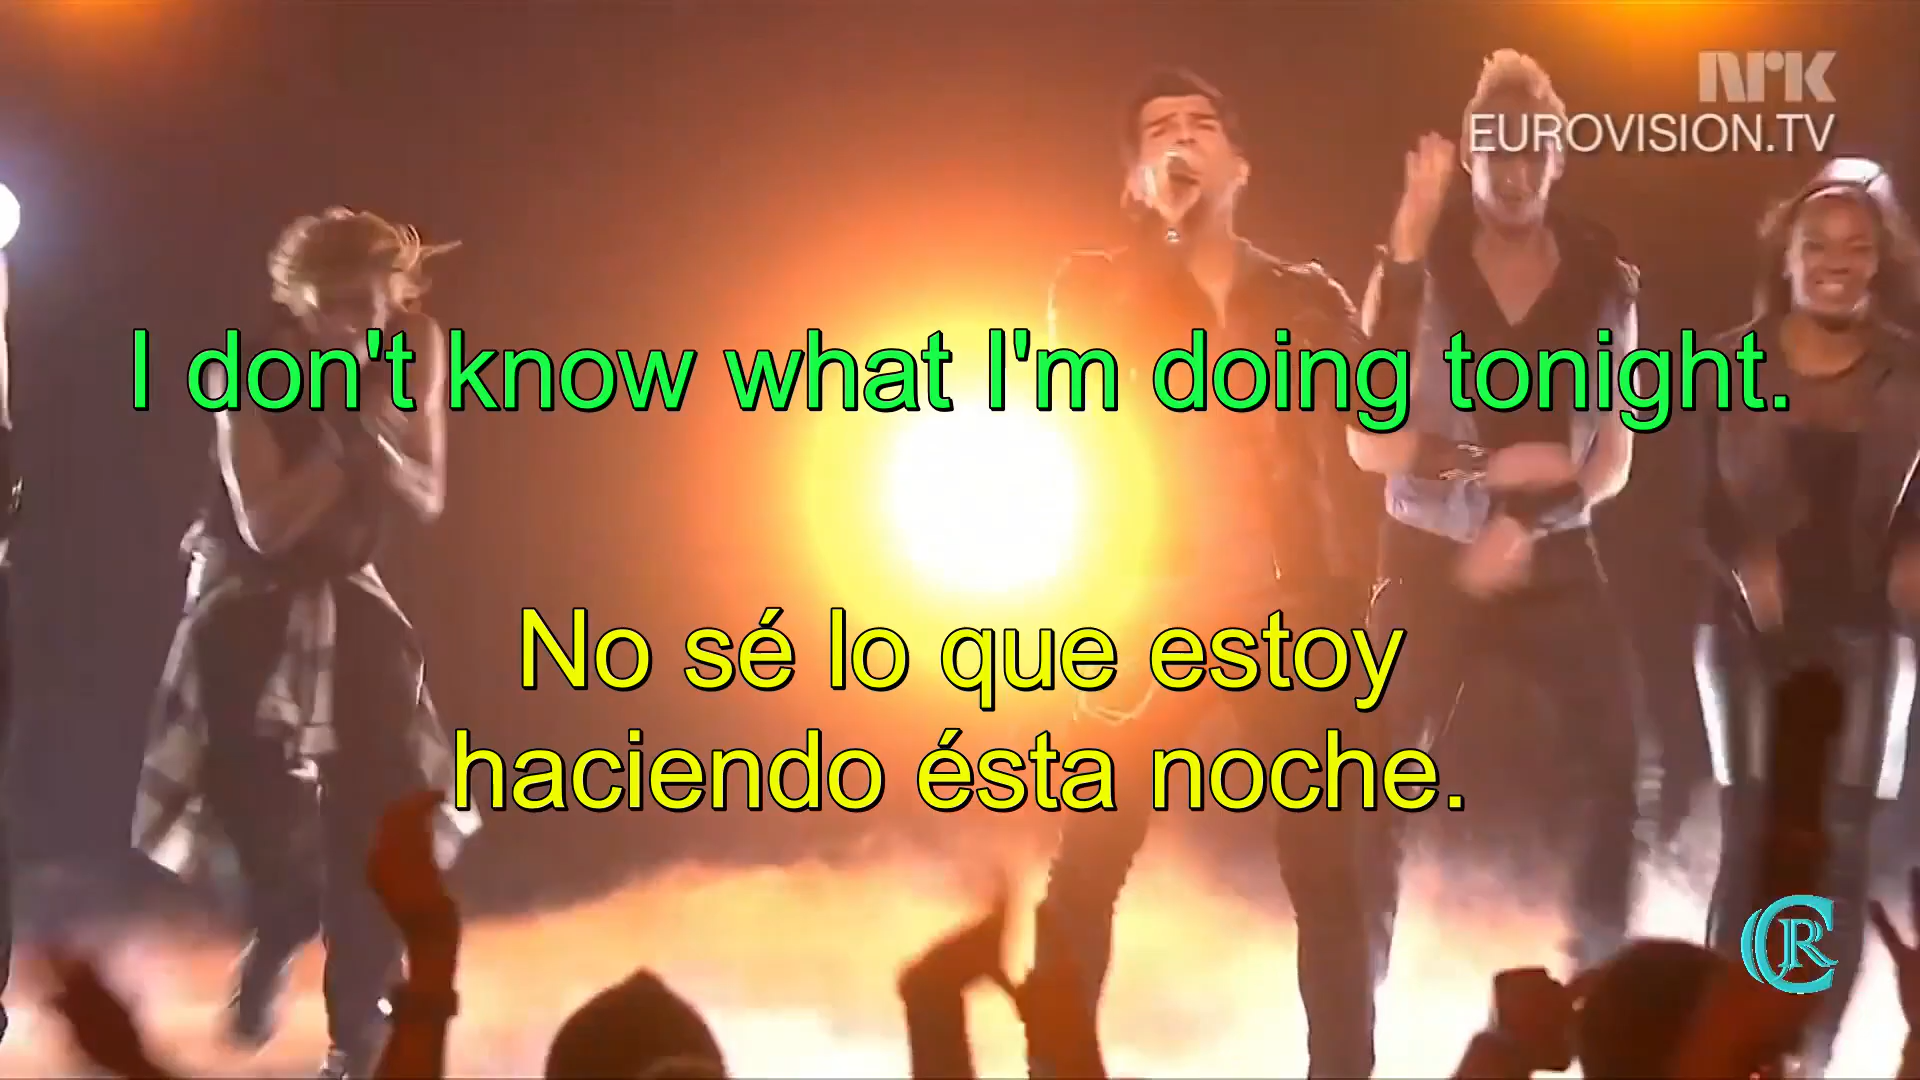 nrk
EUROVISION.TV
I don't know what I'm doing tonight.
No sé lo que estoy
haciendo ésta noche.
CR